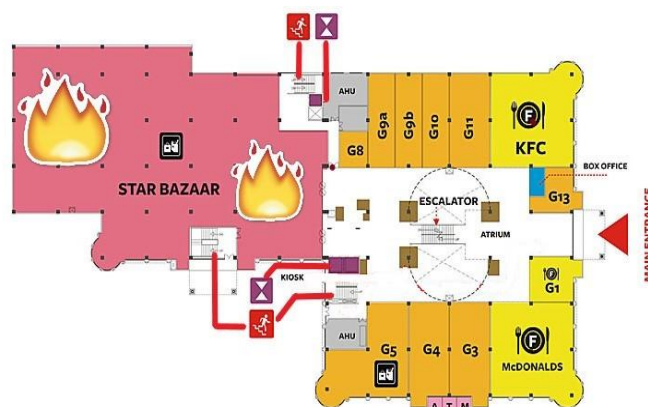 AHU
G8
G9a
G9b
G10
G11
F
KFC
BOX OFFICE
G13
STAR BAZAAR
ESCALATOR
ATRIUM
MAIN ENTRANCE
KIOSK
G1
AHU
G5
G4
G3
F
McDONALDS
A T M